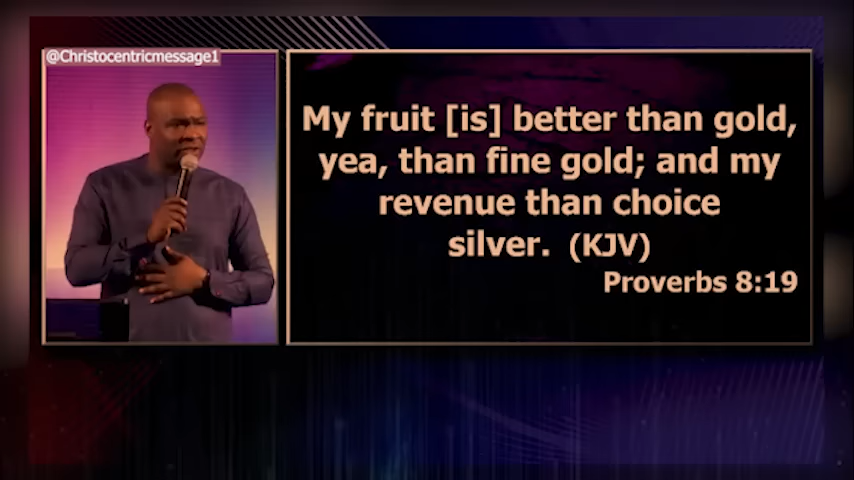 @Christocentricmessage1
My fruit [is] better than gold,
yea, than fine gold; and my
revenue than choice
silver. (KJV)
Proverbs 8:19